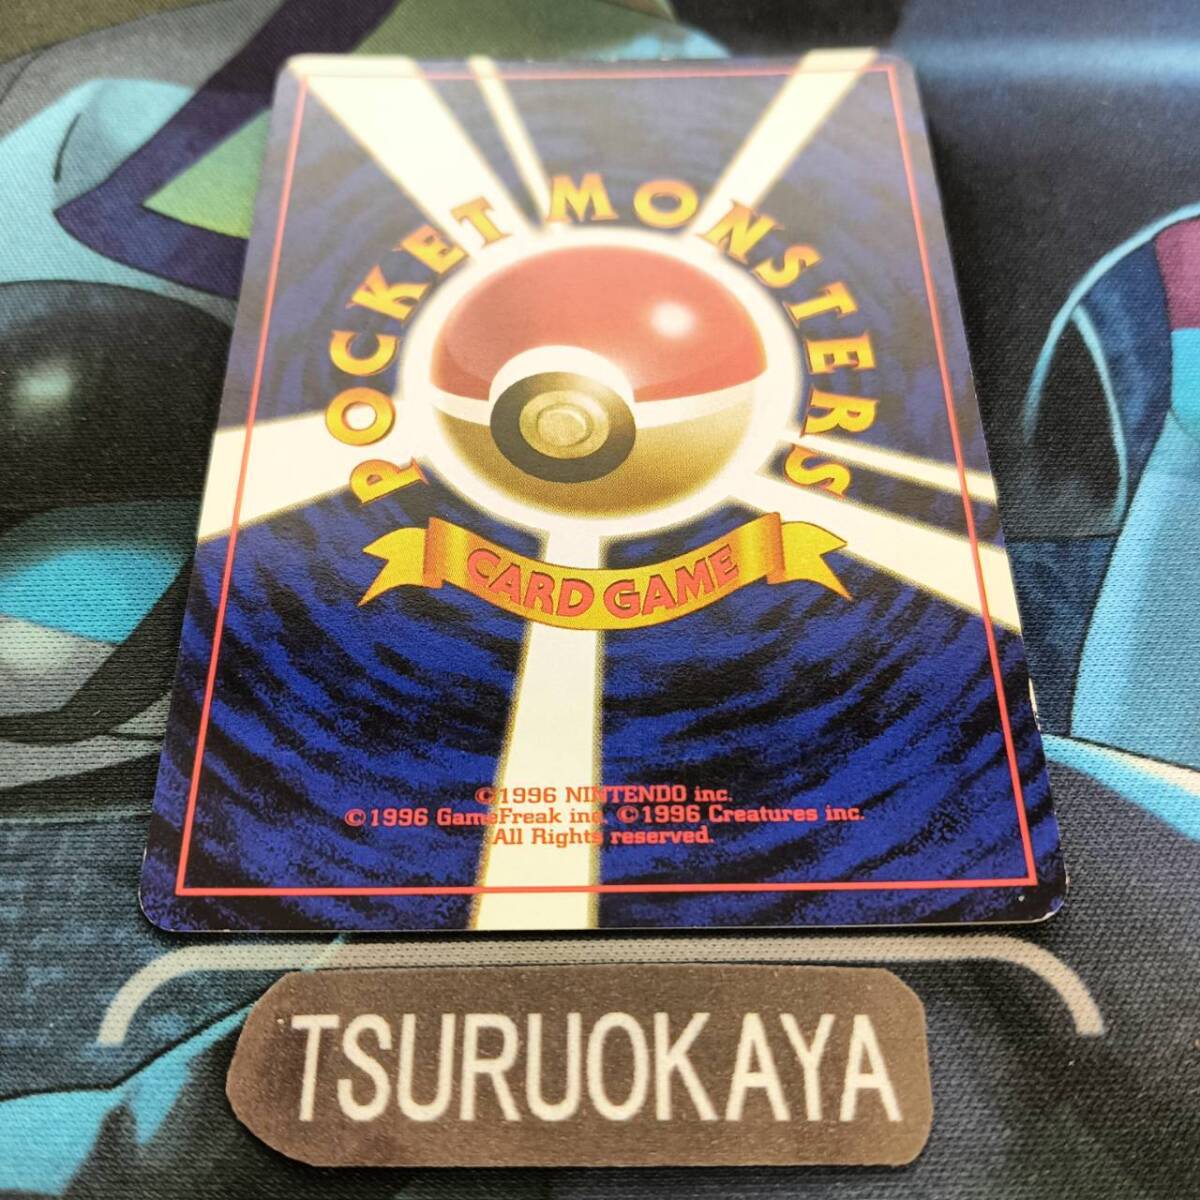 POCKET MONSTERS
CARD GAME
©1996 NINTENDO inc.
©1996 GameFreak inc. ©1996 Creatures inc.
All Rights reserved.
TSURUOKAYA